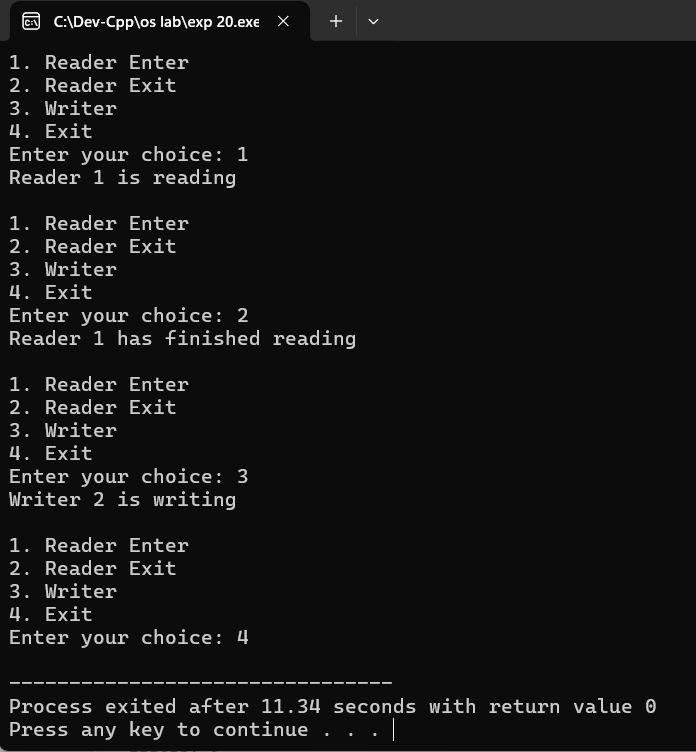 C:\Dev-Cpp\os lab\exp 20.exe
1. Reader Enter
2. Reader Exit
3. Writer
4. Exit
Enter your choice: 1
Reader 1 is reading
1. Reader Enter
2. Reader Exit
3. Writer
4. Exit
Enter your choice: 2
Reader 1 has finished reading
1. Reader Enter
2. Reader Exit
3. Writer
4. Exit
Enter your choice: 3
Writer 2 is writing
1. Reader Enter
2. Reader Exit
3. Writer
4. Exit
Enter your choice: 4
--------------------------------
Process exited after 11.34 seconds with return value 0
Press any key to continue . . .